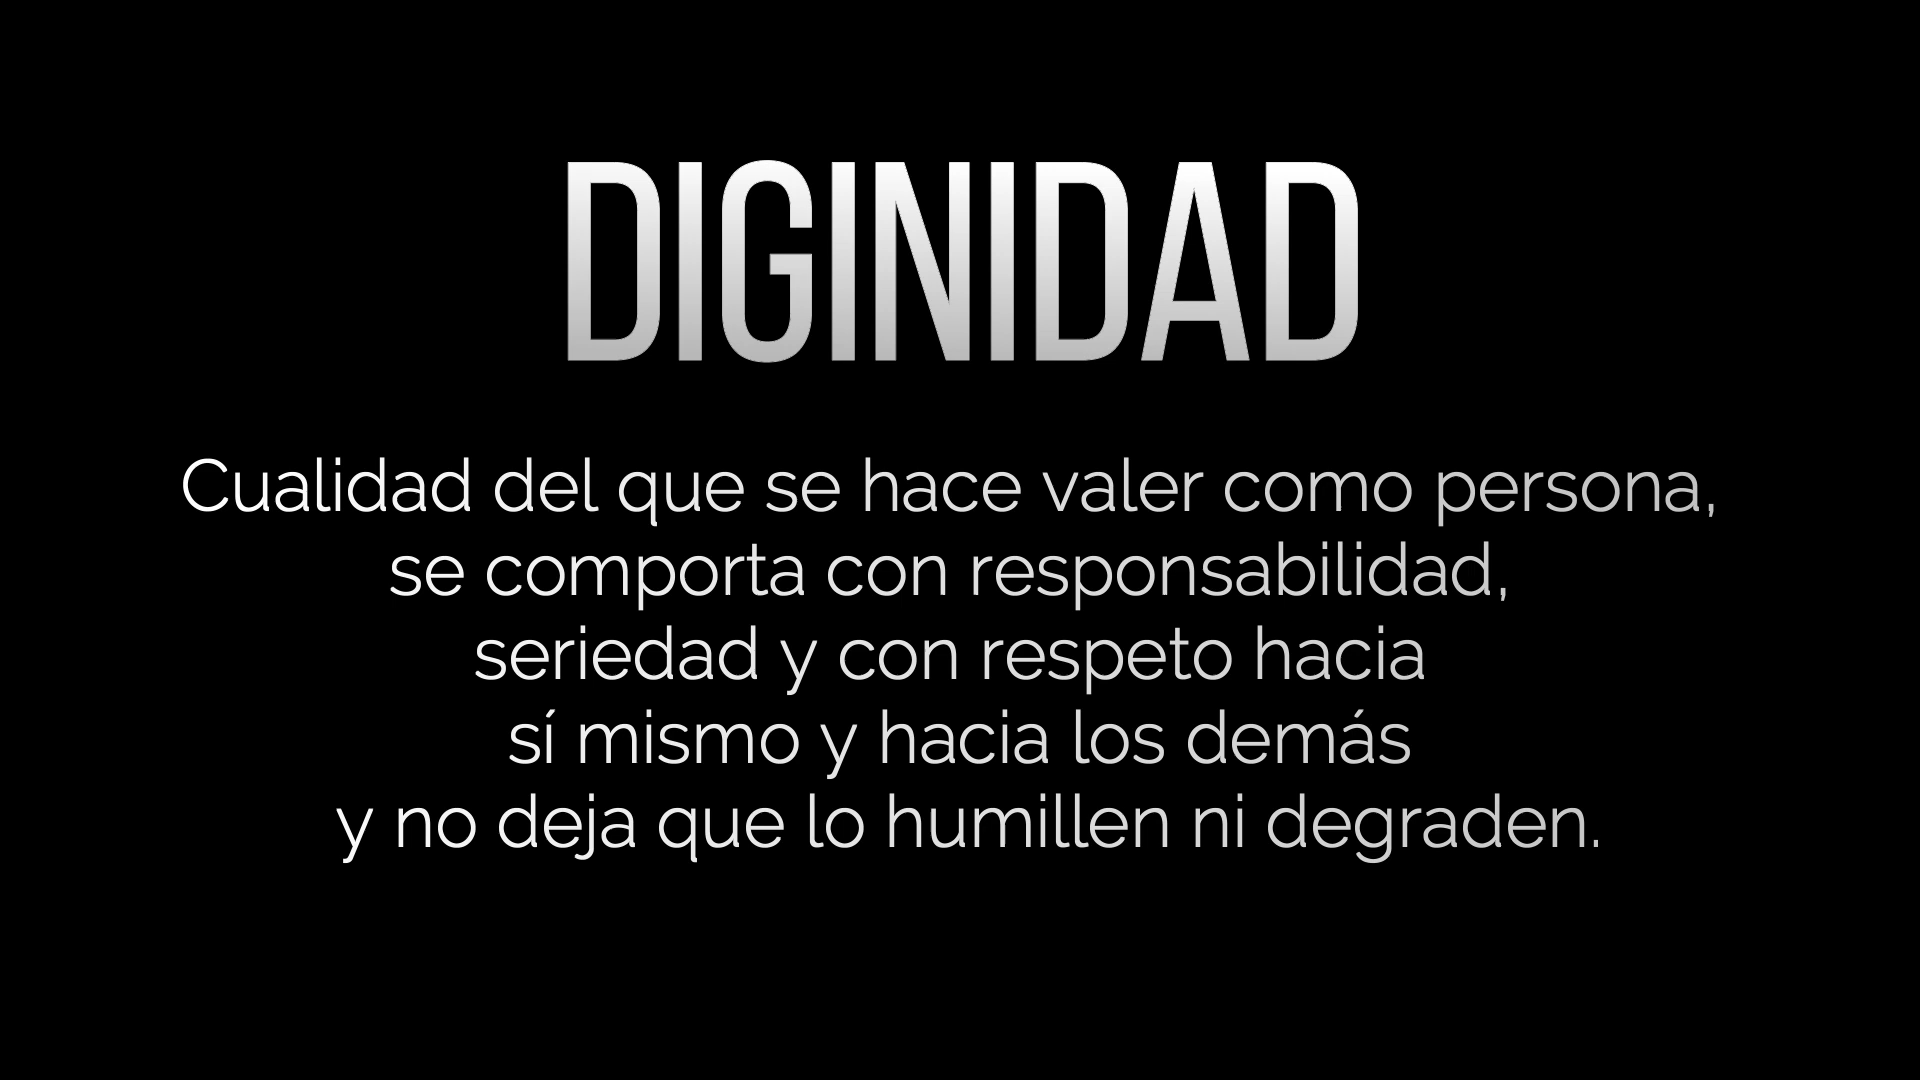 DIGINIDAD
Cualidad del que se hace valer como persona,
se comporta con responsabilidad,
seriedad y con respeto hacia
sí mismo y hacia los demás
y no deja que lo humillen ni degraden.